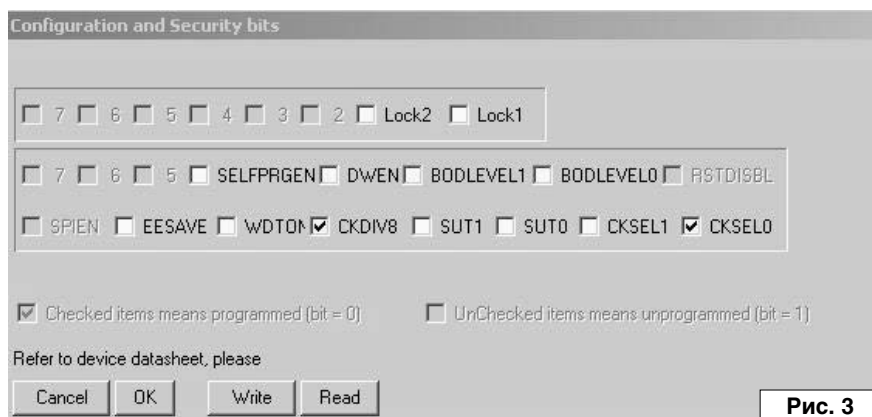 Configuration and Security bits
7 6 5 4 3 2 Lock2 Lock1
7 6 5 SELFPRGEN DWEN BODLEVEL1 BODLEVEL0 RSTDISBL
SPIEN EESAVE WDTON CKDIV8 SUT1 SUT0 CKSEL1 CKSEL0
Checked items means programmed (bit = 0) UnChecked items means unprogrammed (bit = 1)
Refer to device datasheet, please
Cancel OK Write Read
Рис. 3